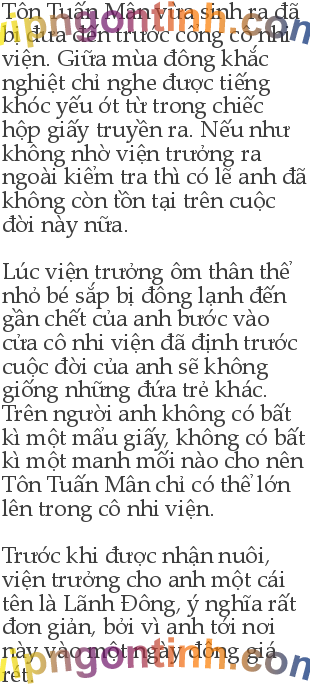 Tôn Tuấn Mân vừa sinh ra đã
bị đưa đến trước cổng cô nhi
viện. Giữa mùa đông khắc
nghiệt chỉ nghe được tiếng
khóc yếu ớt từ trong chiếc
hộp giấy truyền ra. Nếu như
không nhờ viện trưởng ra
ngoài kiểm tra thì có lẽ anh đã
không còn tồn tại trên cuộc
đời này nữa.
Lúc viện trưởng ôm thân thể
nhỏ bé sắp bị đông lạnh đến
gần chết của anh bước vào
cửa cô nhi viện đã định trước
cuộc đời của anh sẽ không
giống những đứa trẻ khác.
Trên người anh không có bất
kì một mẩu giấy, không có bất
kì một manh mối nào cho nên
Tôn Tuấn Mân chỉ có thể lớn
lên trong cô nhi viện.
Trước khi được nhận nuôi,
viện trưởng cho anh một cái
tên là Lãnh Đông, ý nghĩa rất
đơn giản, bởi vì anh tới nơi
này vào một ngày đông giá
rét.
vipngontinh.com
vipngontinh.com